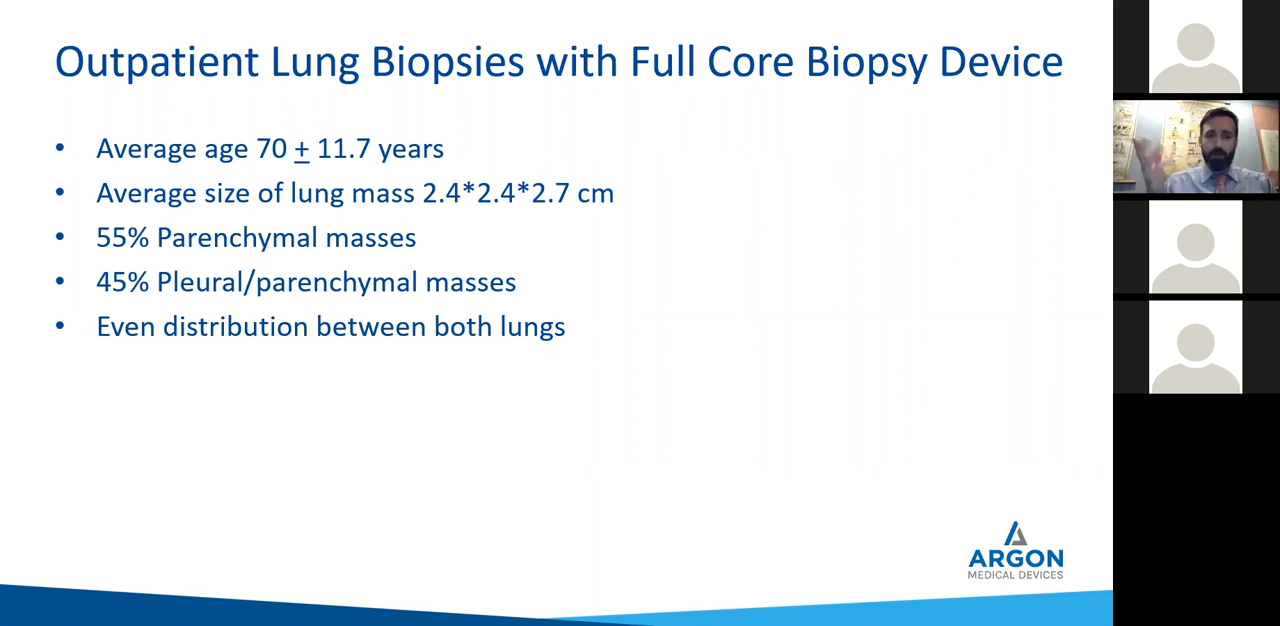 Outpatient Lung Biopsies with Full Core Biopsy Device
• Average age 70 ± 11.7 years
• Average size of lung mass 2.4*2.4*2.7 cm
• 55% Parenchymal masses
• 45% Pleural/parenchymal masses
• Even distribution between both lungs
ARGON
MEDICAL DEVICES